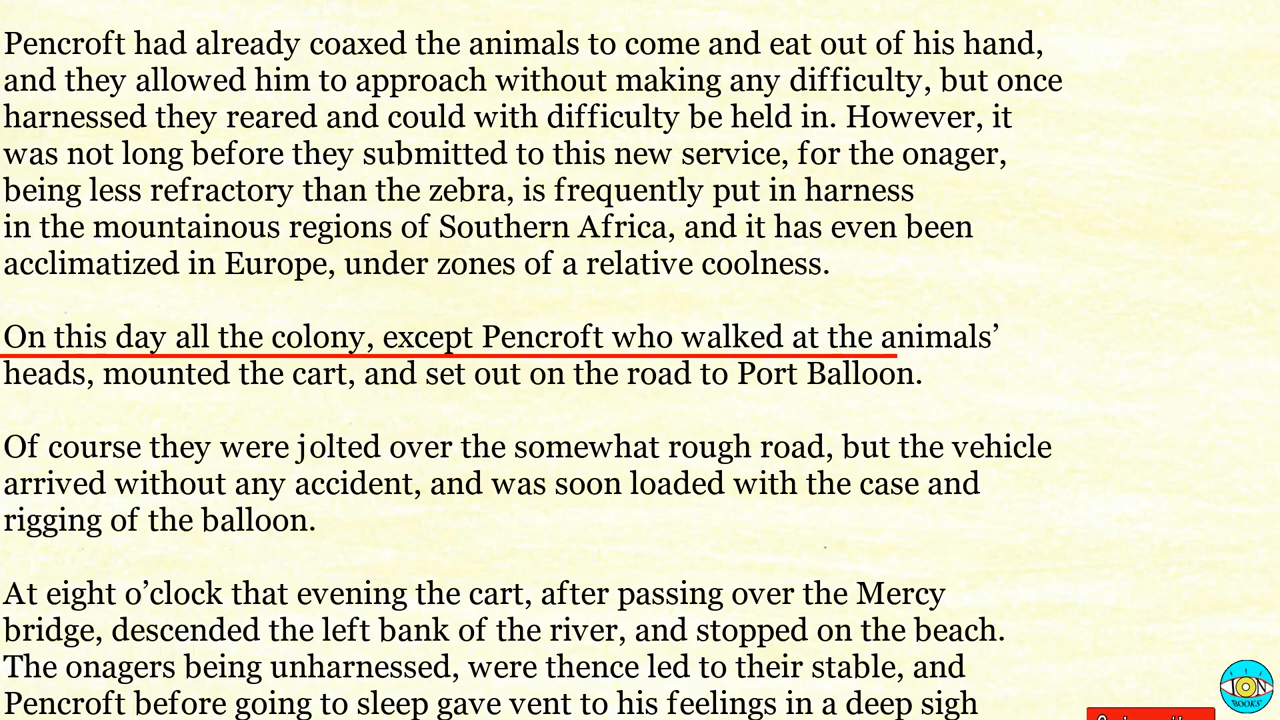 Pencroft had already coaxed the animals to come and eat out of his hand,
and they allowed him to approach without making any difficulty, but once
harnessed they reared and could with difficulty be held in. However, it
was not long before they submitted to this new service, for the onager,
being less refractory than the zebra, is frequently put in harness
in the mountainous regions of Southern Africa, and it has even been
acclimatized in Europe, under zones of a relative coolness.
On this day all the colony, except Pencroft who walked at the animals’
heads, mounted the cart, and set out on the road to Port Balloon.
Of course they were jolted over the somewhat rough road, but the vehicle
arrived without any accident, and was soon loaded with the case and
rigging of the balloon.
At eight o’clock that evening the cart, after passing over the Mercy
bridge, descended the left bank of the river, and stopped on the beach.
The onagers being unharnessed, were thence led to their stable, and
Pencroft before going to sleep gave vent to his feelings in a deep sigh
ION
BOOKS